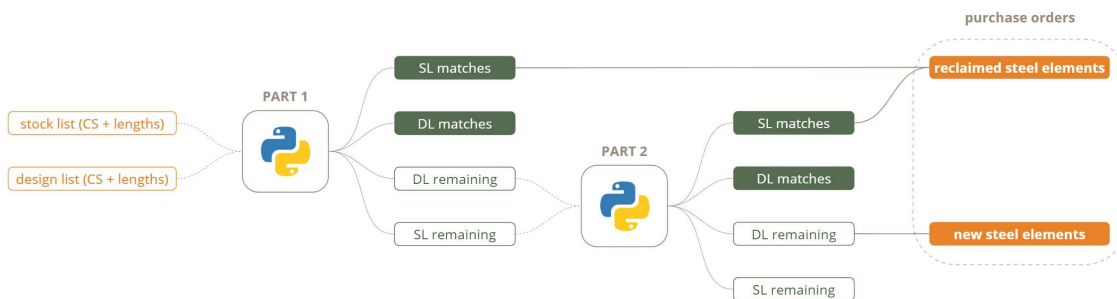 purchase orders
SL matches
reclaimed steel elements
PART 1
stock list (CS + lengths)
DL matches
SL matches
PART 2
design list (CS + lengths)
DL remaining
DL matches
SL remaining
DL remaining
new steel elements
SL remaining